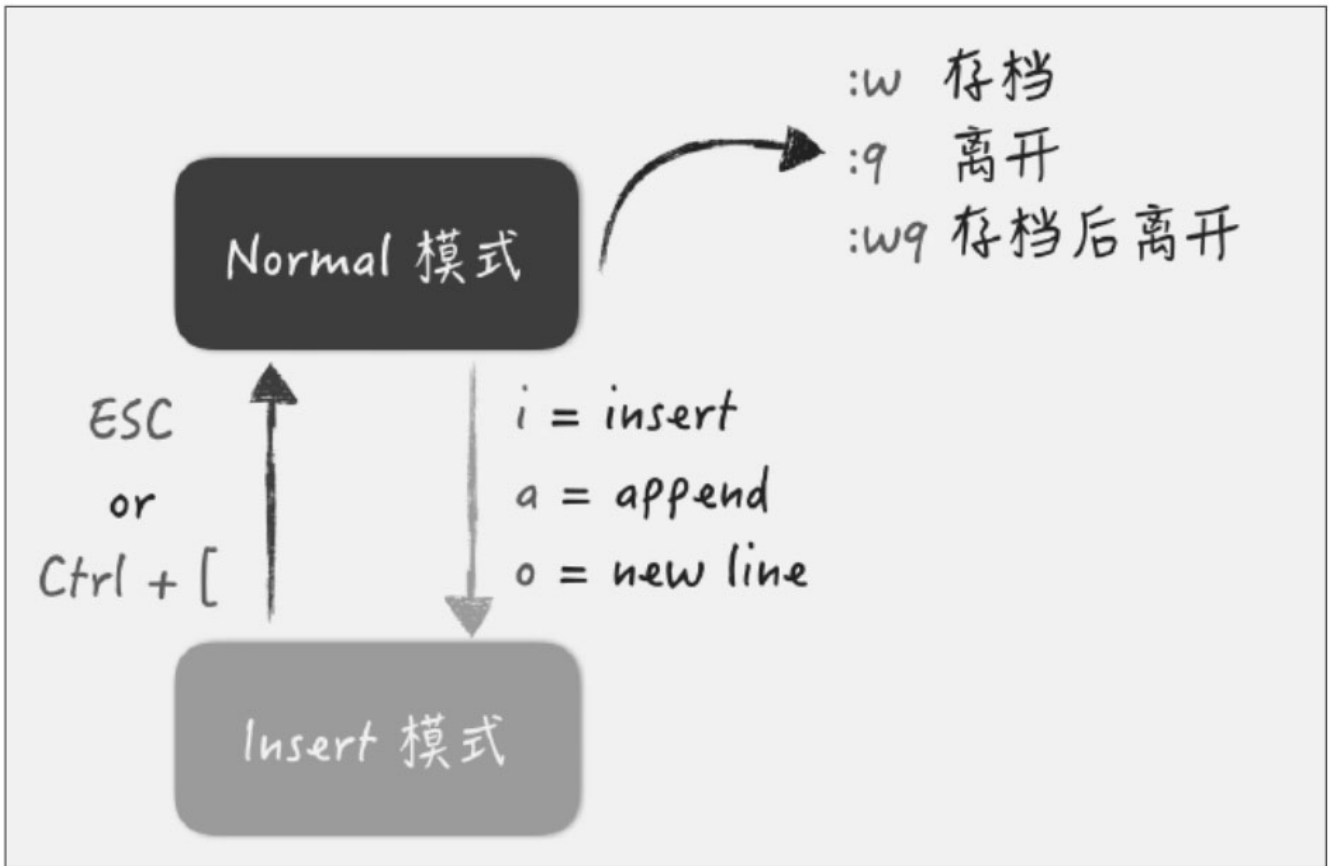 :w 存档
:q 离开
:wq 存档后离开
Normal 模式
ESC
or
Ctrl + [
i = insert
a = append
o = new line
Insert 模式